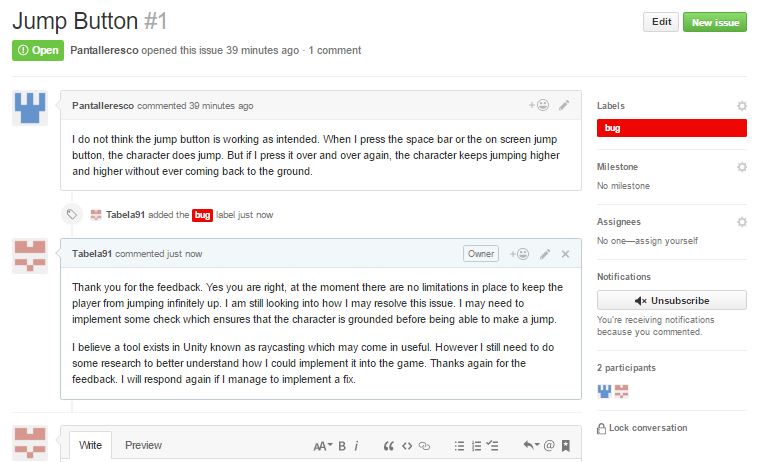 Jump Button #1
Edit
New issue
Open
Pantalleresco opened this issue 39 minutes ago · 1 comment
Pantalleresco commented 39 minutes ago
I do not think the jump button is working as intended. When I press the space bar or the on screen jump
button, the character does jump. But if I press it over and over again, the character keeps jumping higher
and higher without ever coming back to the ground.
Tabela91 added the bug label just now
Tabela91 commented just now
Owner
Thank you for the feedback. Yes you are right, at the moment there are no limitations in place to keep the
player from jumping infinitely up. I am still looking into how I may resolve this issue. I may need to
implement some check which ensures that the character is grounded before being able to make a jump.
I believe a tool exists in Unity known as raycasting which may come in useful. However I still need to do
some research to better understand how I could implement it into the game. Thanks again for the
feedback. I will respond again if I manage to implement a fix.
Write
Preview
AA
B
i
Labels
bug
Milestone
No milestone
Assignees
No one—assign yourself
Notifications
Unsubscribe
You're receiving notifications
because you commented.
2 participants
Lock conversation